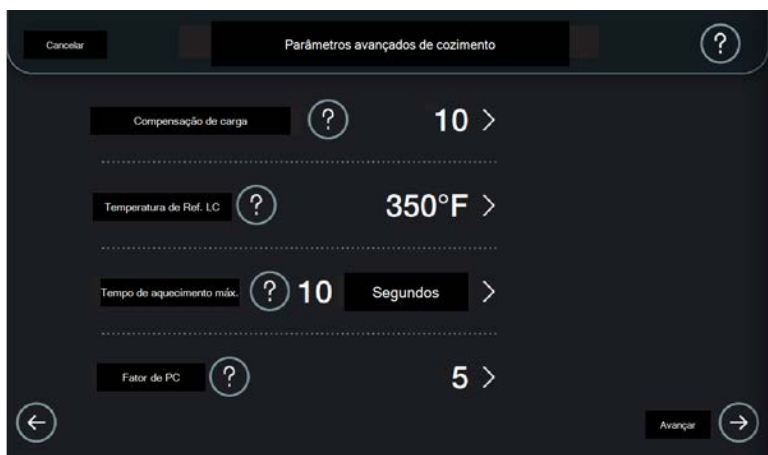 Cancelar
Parâmetros avançados de cozimento
?
Compensação de carga ? 10 >
Temperatura de Ref. LC ? 350°F >
Tempo de aquecimento máx. ? 10 Segundos >
Fator de PC ? 5 >
Avançar